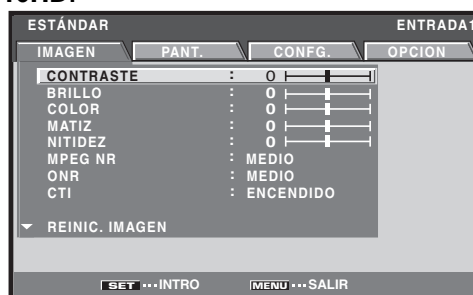 ESTÁNDAR ENTRADA1
IMAGEN PANT. CONFG. OPCION
CONTRASTE : 0
BRILLO : 0
COLOR : 0
MATIZ : 0
NITIDEZ : 0
MPEG NR : MEDIO
ONR : MEDIO
CTI : ENCENDIDO
REINIC. IMAGEN
SET ··· INTRO MENU ··· SALIR